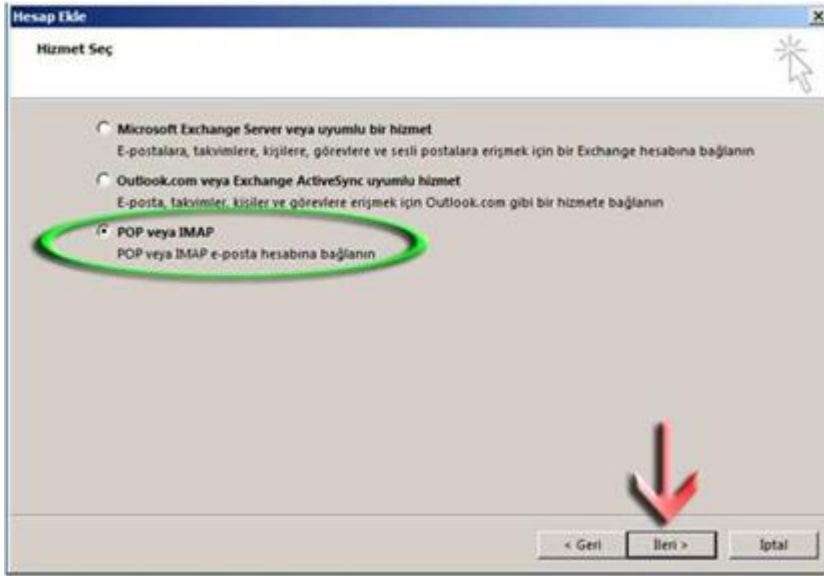 Hesap Ekle
Hizmet Seç
Microsoft Exchange Server veya uyumlu bir hizmet
E-postalara, takvimlere, kişilere, görevlere ve sesli postalara erişmek için bir Exchange hesabına bağlanın
Outlook.com veya Exchange ActiveSync uyumlu hizmet
E-posta, takvimler, kişiler ve görevlere erişmek için Outlook.com gibi bir hizmete bağlanın
POP veya IMAP
POP veya IMAP e-posta hesabına bağlanın
< Geri İleri > İptal